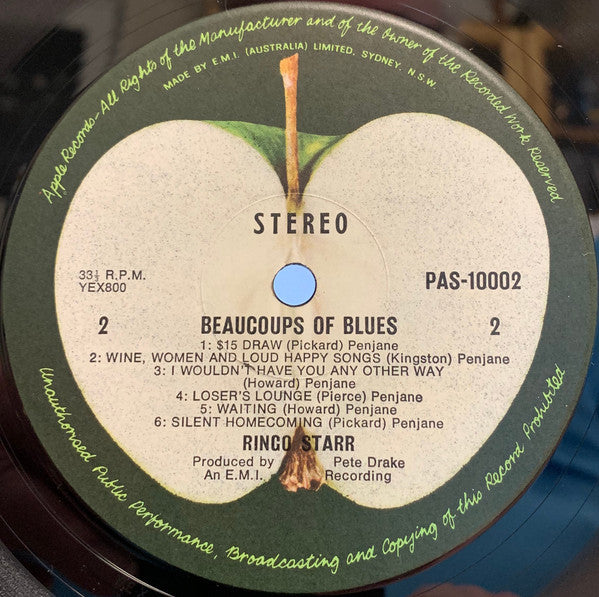 Apple Records-All Rights of the Manufacturer and of the Owner of the Recorded Work Reserved
MADE BY E.M.I. (AUSTRALIA) LIMITED, SYDNEY. N.S.W.
STEREO
33⅓ R.P.M.
YEX800
PAS-10002
2 BEAUCOUPS OF BLUES 2
1: $15 DRAW (Pickard) Penjane
2: WINE, WOMEN AND LOUD HAPPY SONGS (Kingston) Penjane
3: I WOULDN'T HAVE YOU ANY OTHER WAY
(Howard) Penjane
4: LOSER'S LOUNGE (Pierce) Penjane
5: WAITING (Howard) Penjane
6: SILENT HOMECOMING (Pickard) Penjane
RINGO STARR
Produced by Pete Drake
An E.M.I. Recording
Unauthorised Public Performance, Broadcasting and Copying of this Record Prohibited